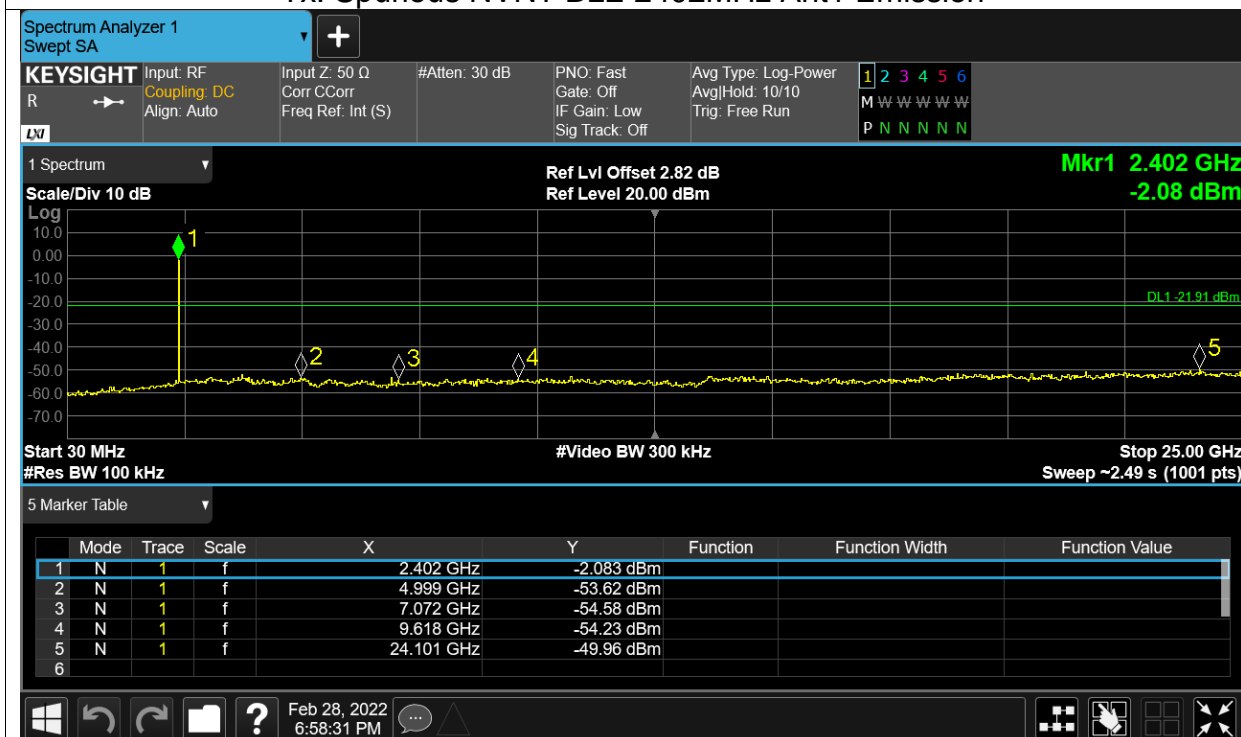 Tx. Spurious NVNT BLE 2402MHz Ant1 Emission
Spectrum Analyzer 1
Swept SA
+
KEYSIGHT Input: RF Input Z: 50 Ω #Atten: 30 dB PNO: Fast Avg Type: Log-Power 1 2 3 4 5 6
R Coupling: DC Corr CCorr Gate: Off Avg|Hold: 10/10 M W W W W W
Align: Auto Freq Ref: Int (S) IF Gain: Low Trig: Free Run
LXI Sig Track: Off P N N N N N
1 Spectrum Ref Lvl Offset 2.82 dB Mkr1 2.402 GHz
Scale/Div 10 dB Ref Level 20.00 dBm -2.08 dBm
Log
10.0 1
0.00
-10.0
-20.0 DL1 -21.91 dBm
-30.0
-40.0 2 3 4 5
-50.0
-60.0
-70.0
Start 30 MHz #Video BW 300 kHz Stop 25.00 GHz
#Res BW 100 kHz Sweep ~2.49 s (1001 pts)
5 Marker Table
Mode Trace Scale X Y Function Function Width Function Value
1 N 1 f 2.402 GHz -2.083 dBm
2 N 1 f 4.999 GHz -53.62 dBm
3 N 1 f 7.072 GHz -54.58 dBm
4 N 1 f 9.618 GHz -54.23 dBm
5 N 1 f 24.101 GHz -49.96 dBm
6
? Feb 28, 2022
6:58:31 PM